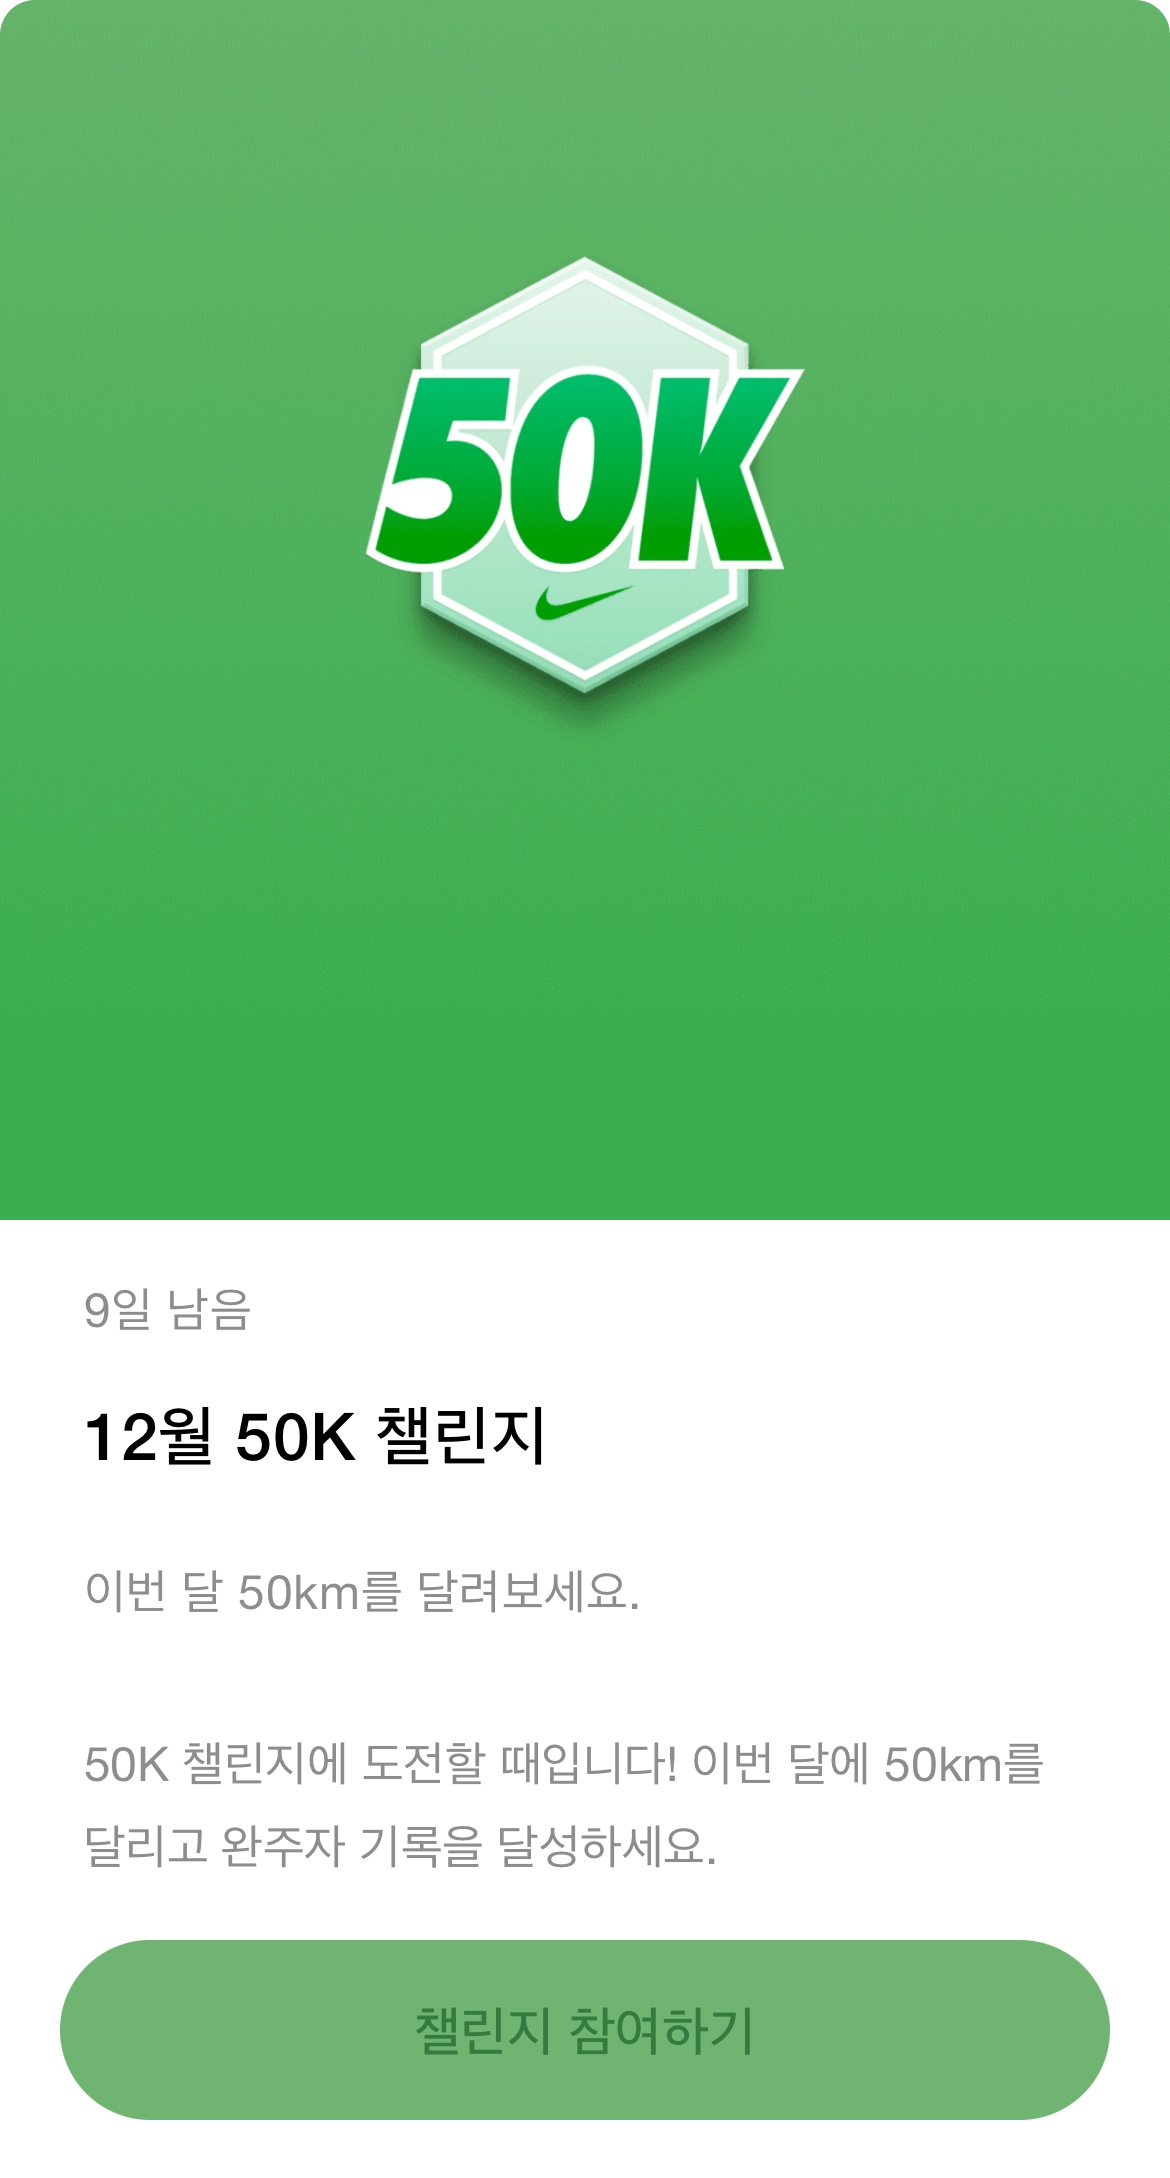 50K
9일 남음
12월 50K 챌린지
이번 달 50km를 달려보세요.
50K 챌린지에 도전할 때입니다! 이번 달에 50km를
달리고 완주자 기록을 달성하세요.
챌린지 참여하기